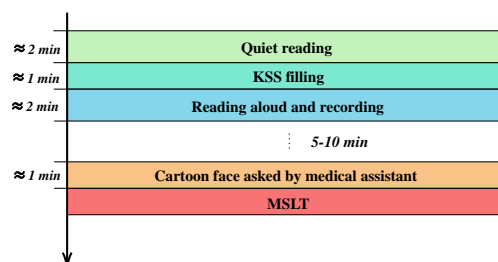 ≈ 2 min Quiet reading
≈ 1 min KSS filling
≈ 2 min Reading aloud and recording
5-10 min
≈ 1 min Cartoon face asked by medical assistant
MSLT